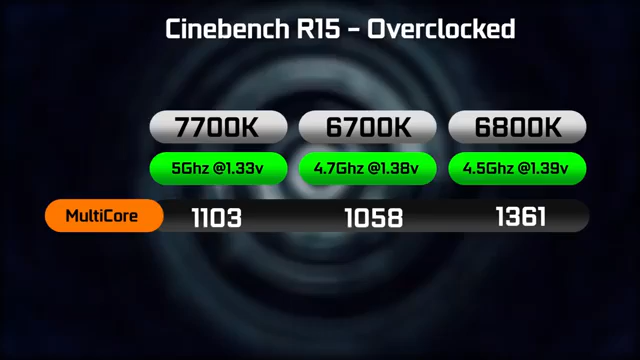 Cinebench R15 - Overclocked
7700K 6700K 6800K
5Ghz @1.33v 4.7Ghz @1.38v 4.5Ghz @1.39v
MultiCore 1103 1058 1361